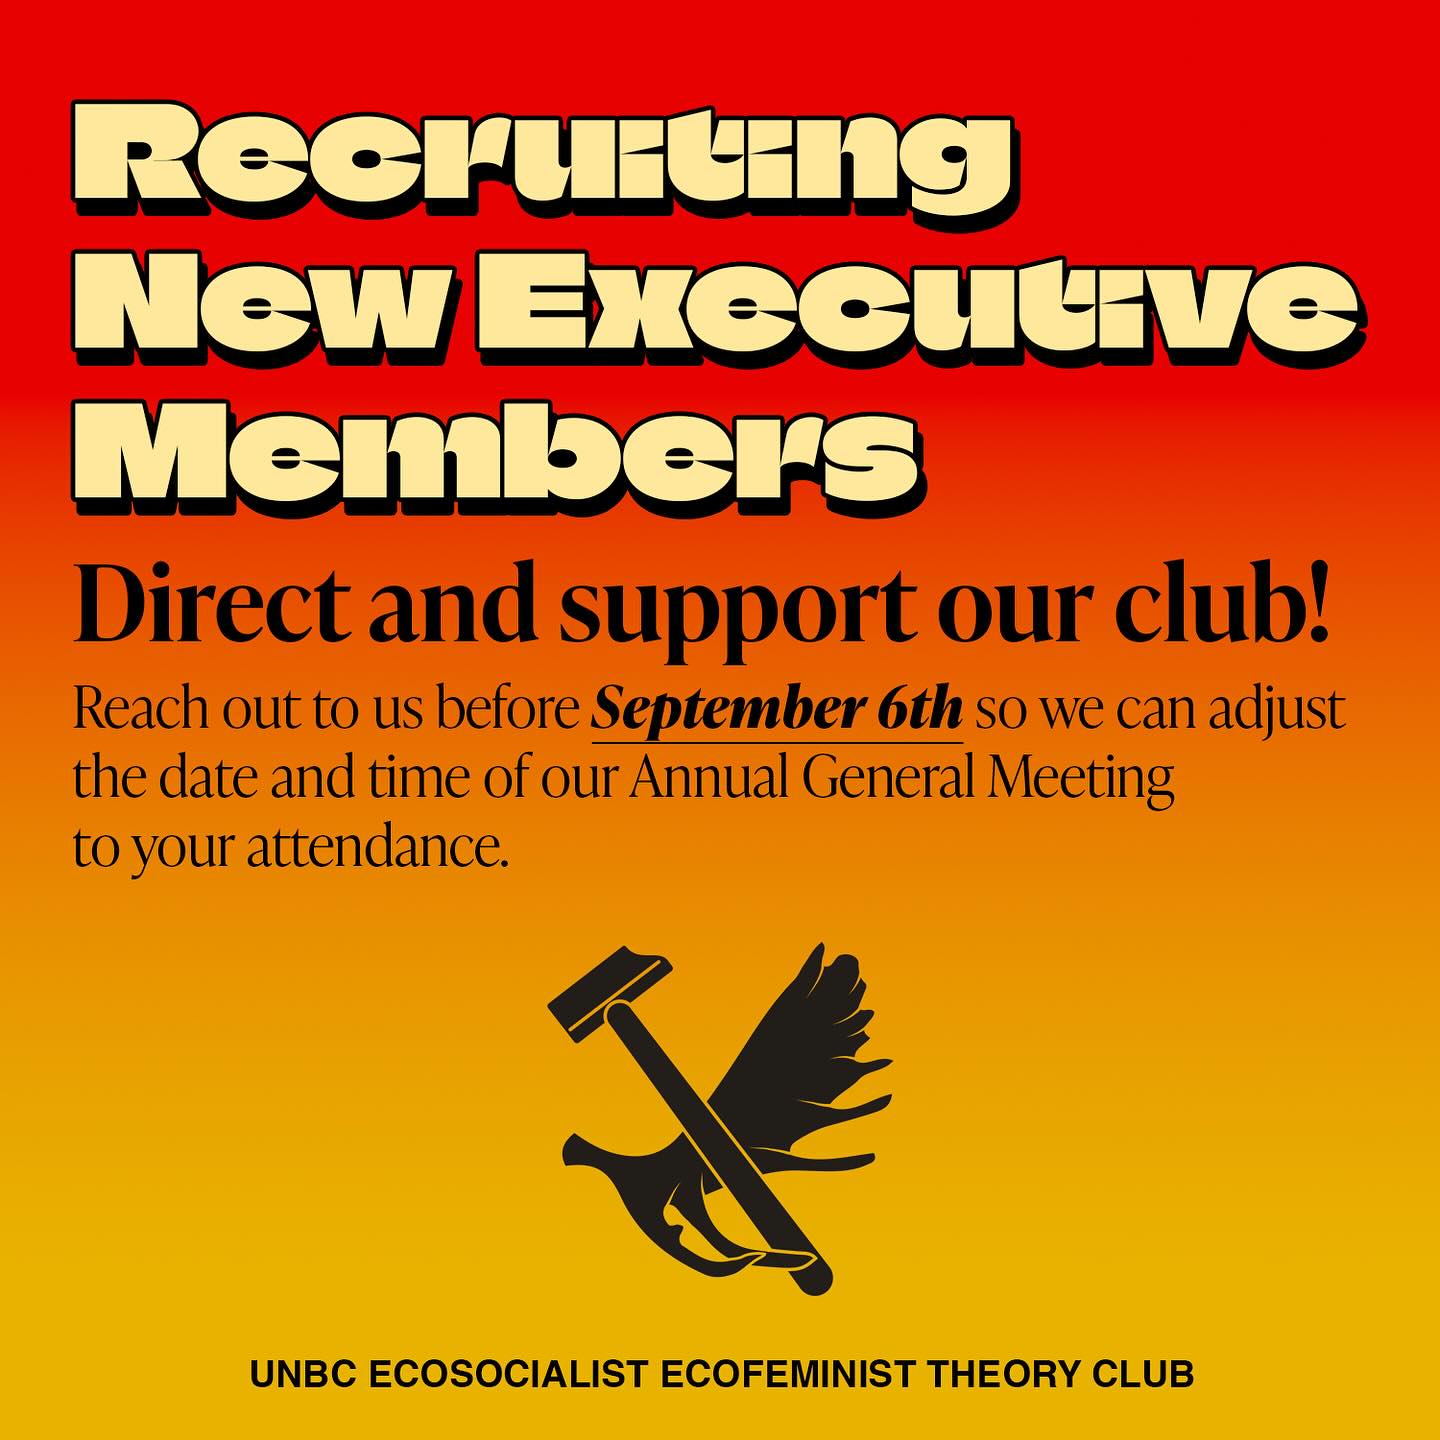 Recruiting
New Executive
Members
Direct and support our club!
Reach out to us before September 6th so we can adjust
the date and time of our Annual General Meeting
to your attendance.
UNBC ECOSOCIALIST ECOFEMINIST THEORY CLUB